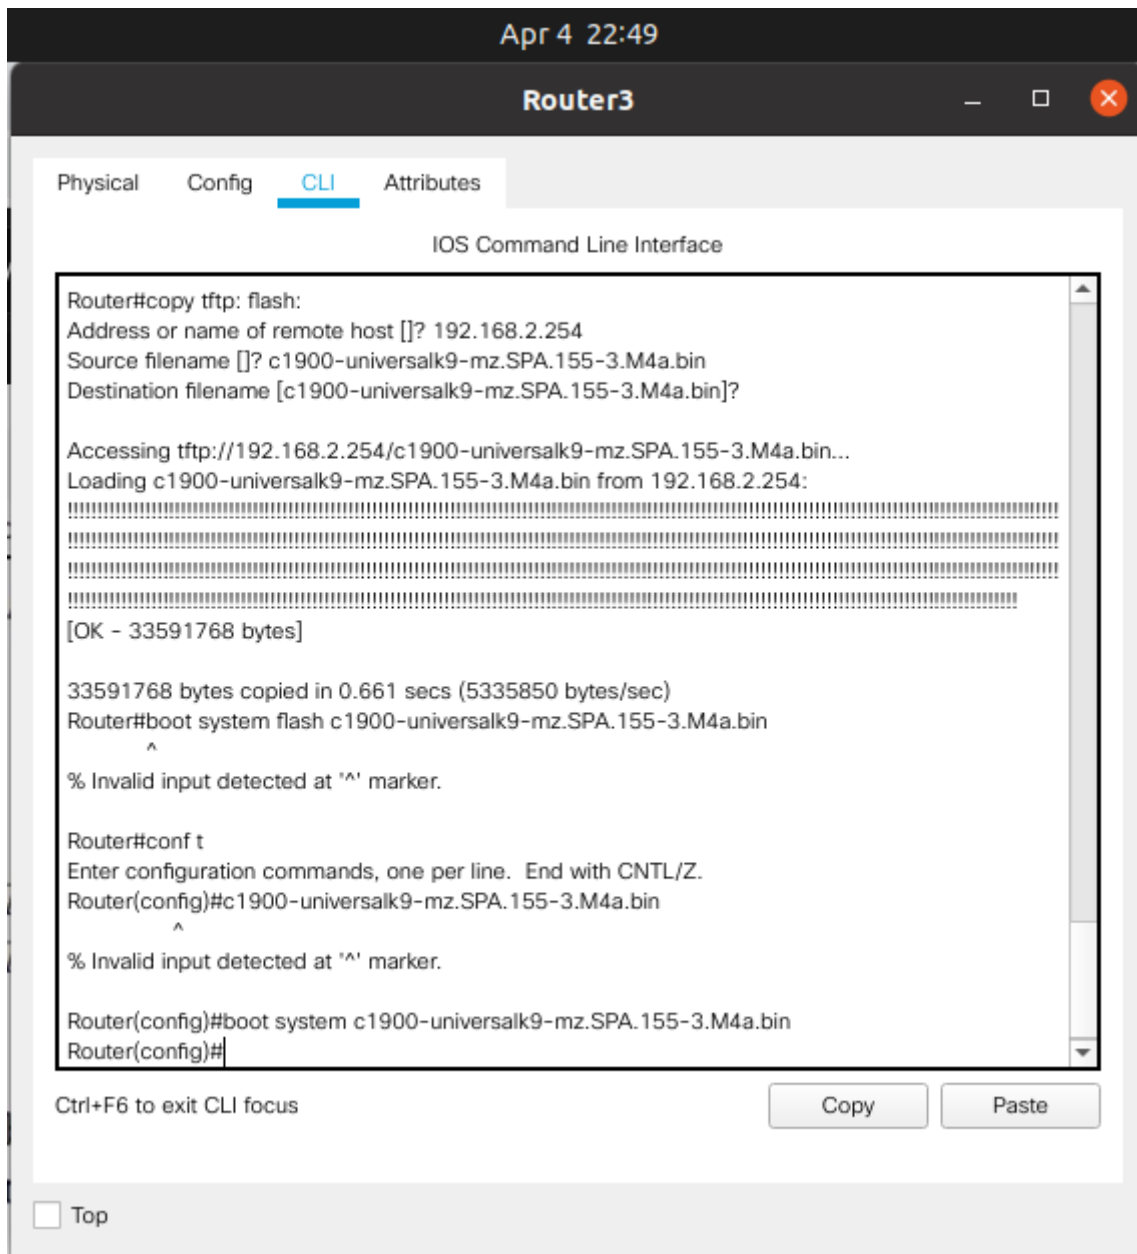 Apr 4 22:49
Router3
Physical Config CLI Attributes
IOS Command Line Interface
Router#copy tftp: flash:
Address or name of remote host []? 192.168.2.254
Source filename []? c1900-universalk9-mz.SPA.155-3.M4a.bin
Destination filename [c1900-universalk9-mz.SPA.155-3.M4a.bin]?
Accessing tftp://192.168.2.254/c1900-universalk9-mz.SPA.155-3.M4a.bin...
Loading c1900-universalk9-mz.SPA.155-3.M4a.bin from 192.168.2.254:
[OK - 33591768 bytes]
33591768 bytes copied in 0.661 secs (5335850 bytes/sec)
Router#boot system flash c1900-universalk9-mz.SPA.155-3.M4a.bin
^
% Invalid input detected at '^' marker.
Router#conf t
Enter configuration commands, one per line. End with CNTL/Z.
Router(config)#c1900-universalk9-mz.SPA.155-3.M4a.bin
^
% Invalid input detected at '^' marker.
Router(config)#boot system c1900-universalk9-mz.SPA.155-3.M4a.bin
Router(config)#
Ctrl+F6 to exit CLI focus
Copy Paste
Top